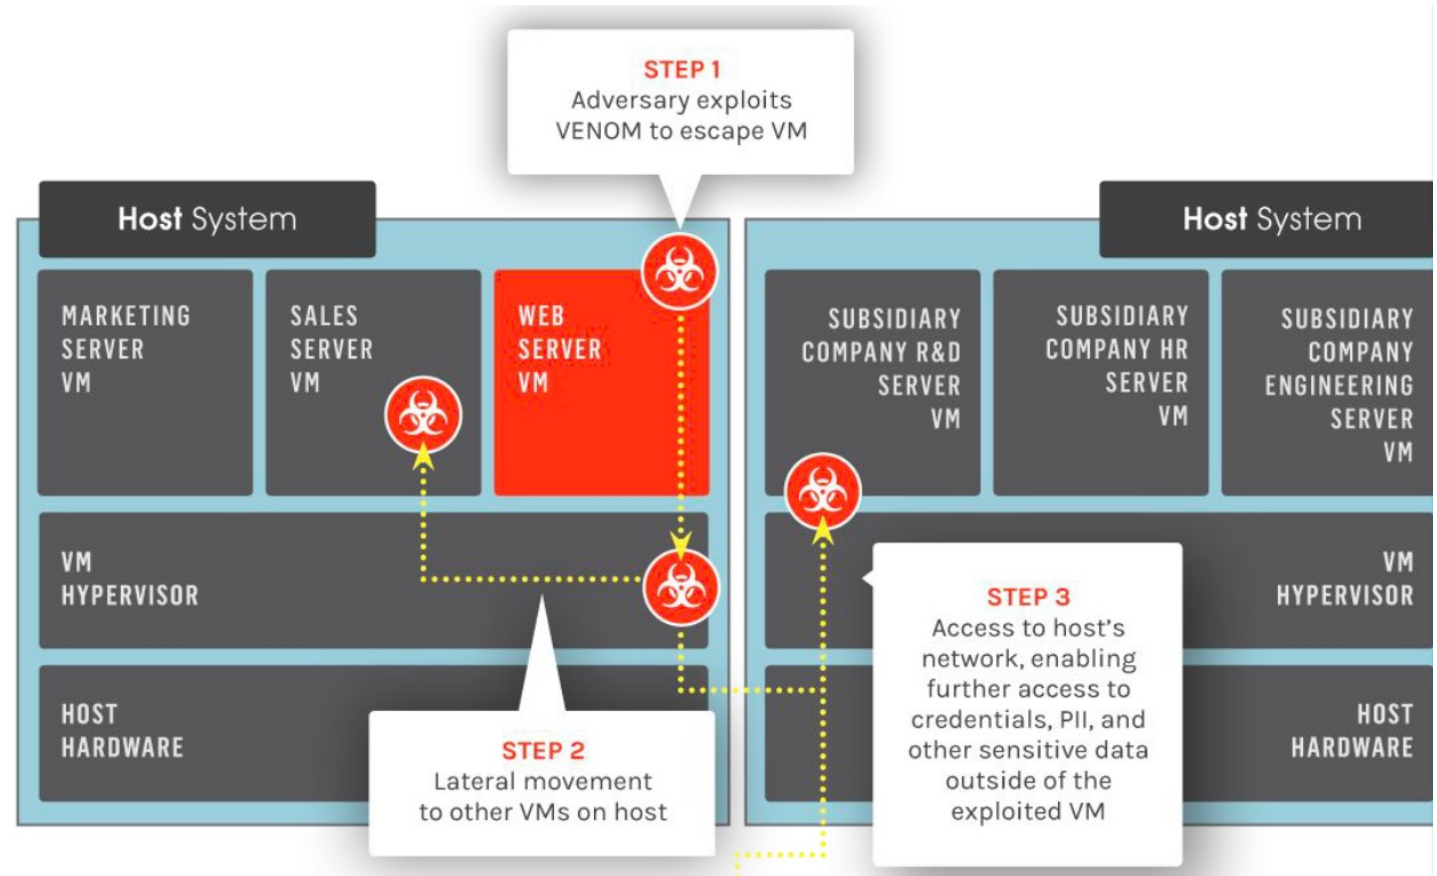 STEP 1
Adversary exploits
VENOM to escape VM
Host System
Host System
MARKETING
SERVER
VM
SALES
SERVER
VM
WEB
SERVER
VM
SUBSIDIARY
COMPANY R&D
SERVER
VM
SUBSIDIARY
COMPANY HR
SERVER
VM
SUBSIDIARY
COMPANY
ENGINEERING
SERVER
VM
VM
HYPERVISOR
VM
HYPERVISOR
STEP 3
Access to host’s
network, enabling
further access to
credentials, PII, and
other sensitive data
outside of the
exploited VM
HOST
HARDWARE
HOST
HARDWARE
STEP 2
Lateral movement
to other VMs on host